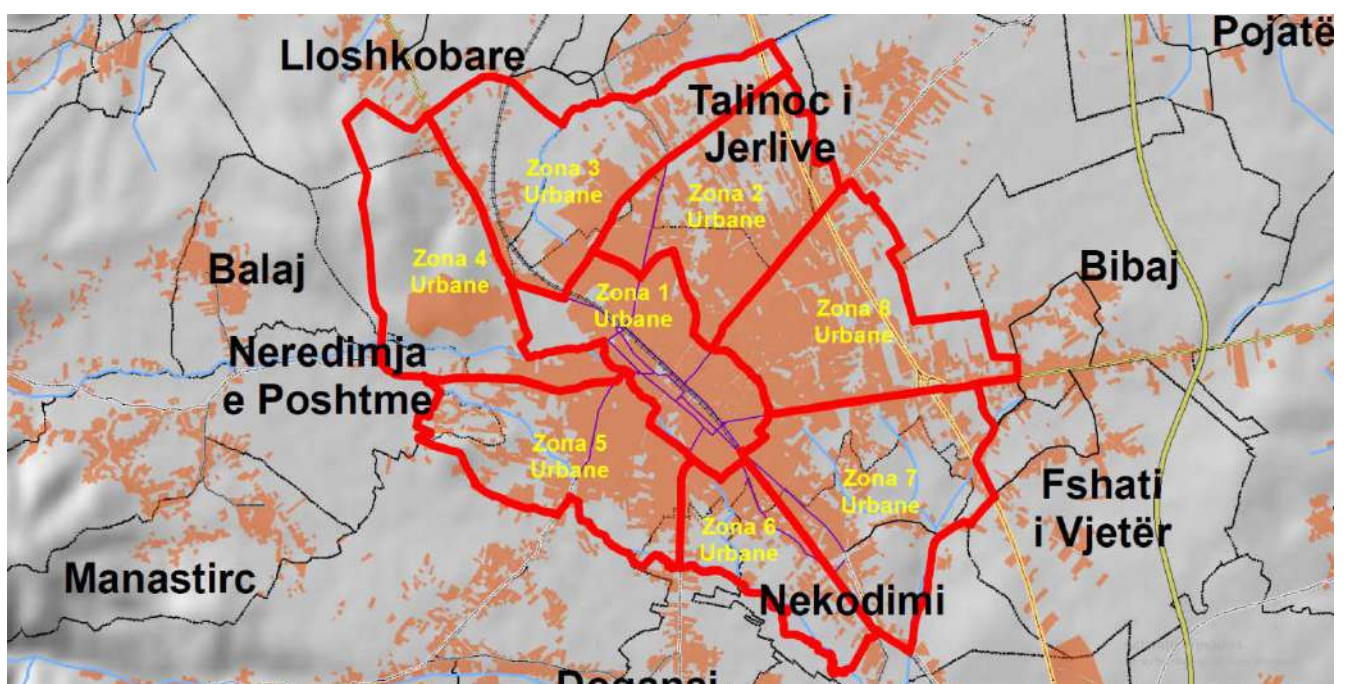 Pojatë
Lloshkobare
Talinoc i
Jerlive
Zona 3
Urbane
Zona 2
Urbane
Balaj
Zona 4
Urbane
Bibaj
Zona 1
Urbane
Zona 8
Urbane
Neredimja
e Poshtme
Zona 5
Urbane
Zona 7
Urbane
Fshati
i Vjetër
Zona 6
Urbane
Manastirc
Nekodimi